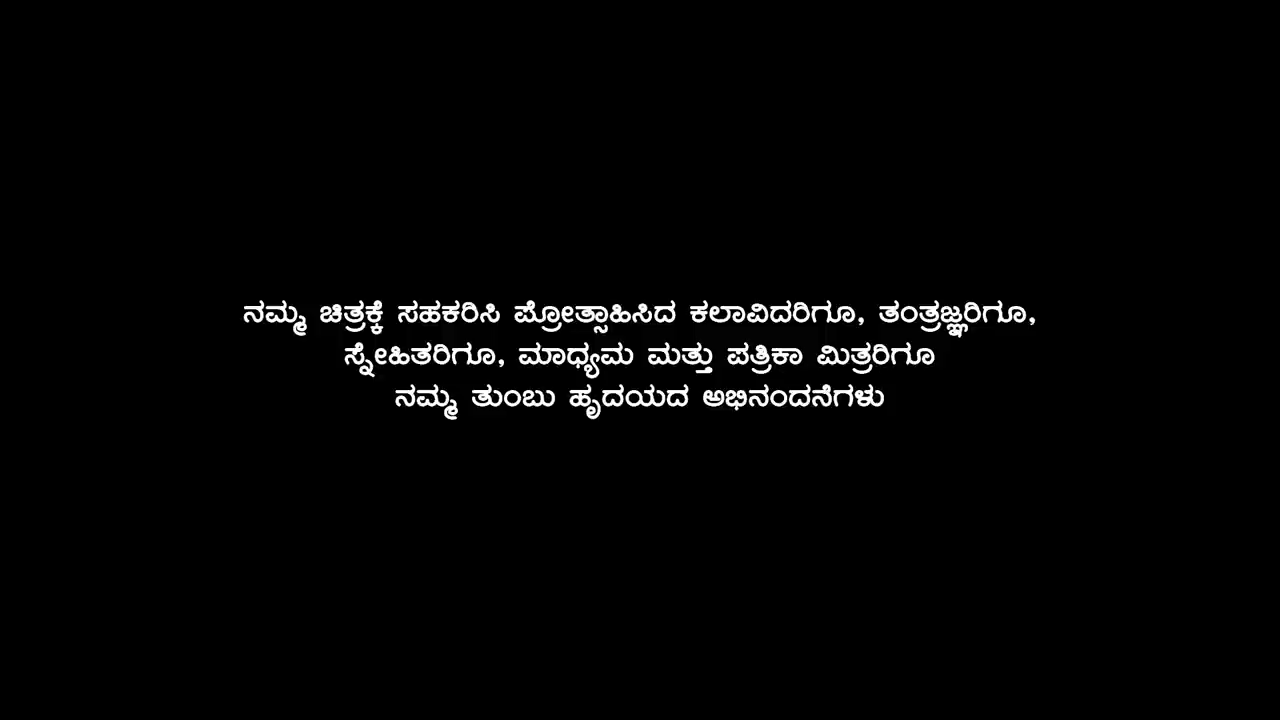 ನಮ್ಮ ಚಿತ್ರಕ್ಕೆ ಸಹಕರಿಸಿ ಪ್ರೋತ್ಸಾಹಿಸಿದ ಕಲಾವಿದರಿಗೂ, ತಂತ್ರಜ್ಞರಿಗೂ,
ಸ್ನೇಹಿತರಿಗೂ, ಮಾಧ್ಯಮ ಮತ್ತು ಪತ್ರಿಕಾ ಮಿತ್ರರಿಗೂ
ನಮ್ಮ ತುಂಬು ಹೃದಯದ ಅಭಿನಂದನೆಗಳು